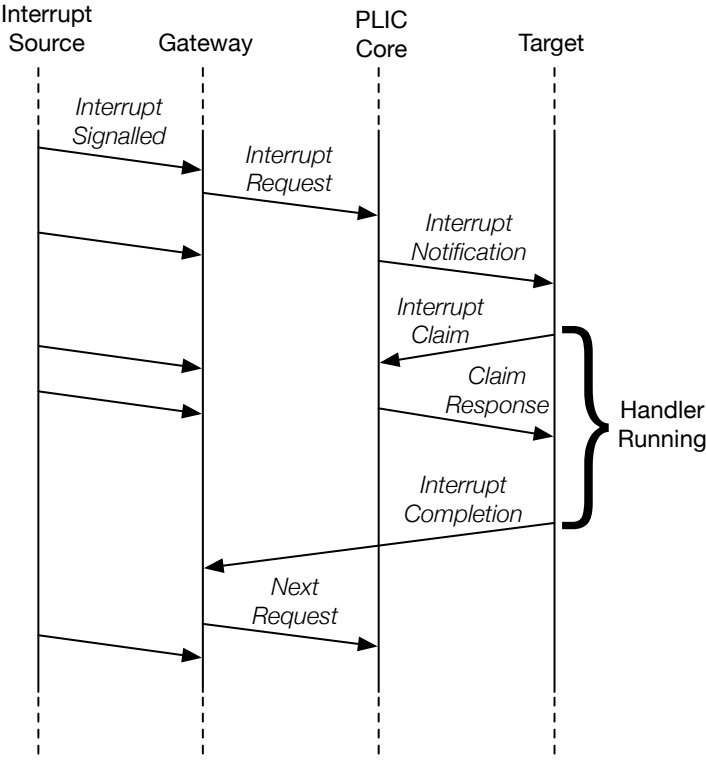 Interrupt
Source
Gateway
PLIC
Core
Target
Interrupt
Signalled
Interrupt
Request
Interrupt
Notification
Interrupt
Claim
Claim
Response
Handler
Running
Interrupt
Completion
Next
Request